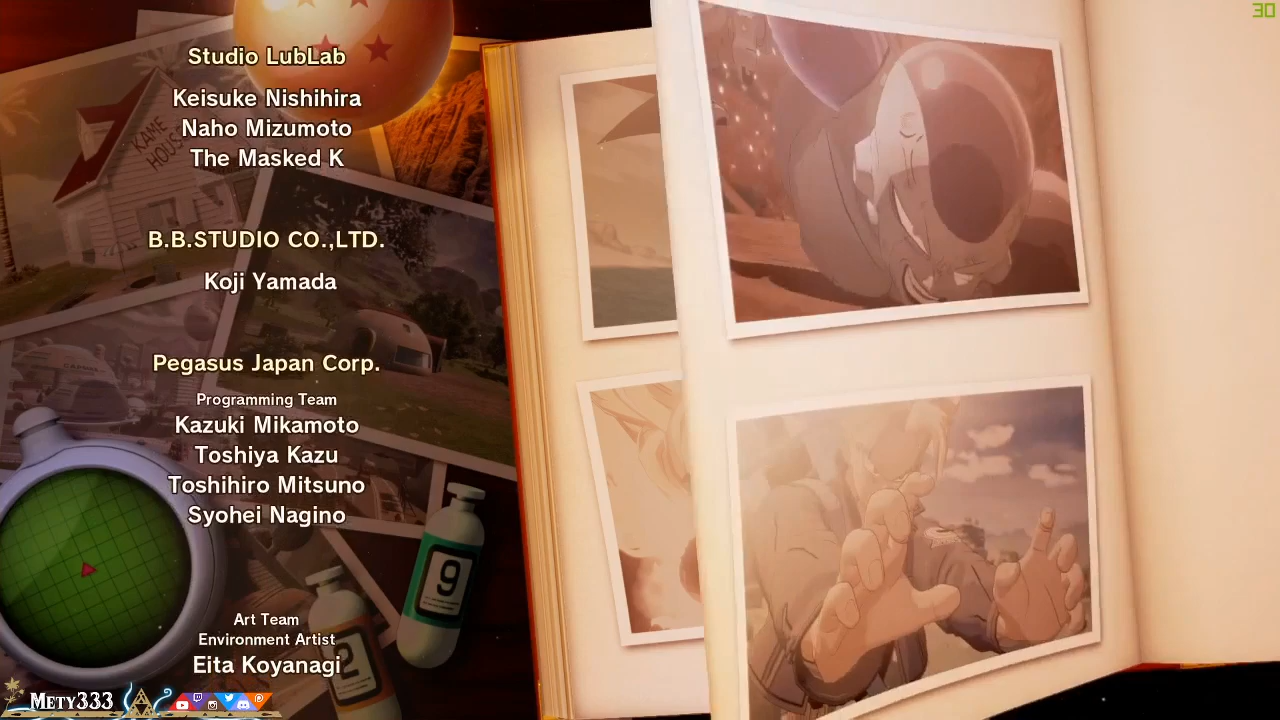 30
Studio LubLab
Keisuke Nishihira
Naho Mizumoto
The Masked K
KAME
HOUSE
B.B.STUDIO CO.,LTD.
Koji Yamada
Pegasus Japan Corp.
Programming Team
Kazuki Mikamoto
Toshiya Kazu
Toshihiro Mitsuno
Syohei Nagino
9
Art Team
Environment Artist
Eita Koyanagi
2
METY333